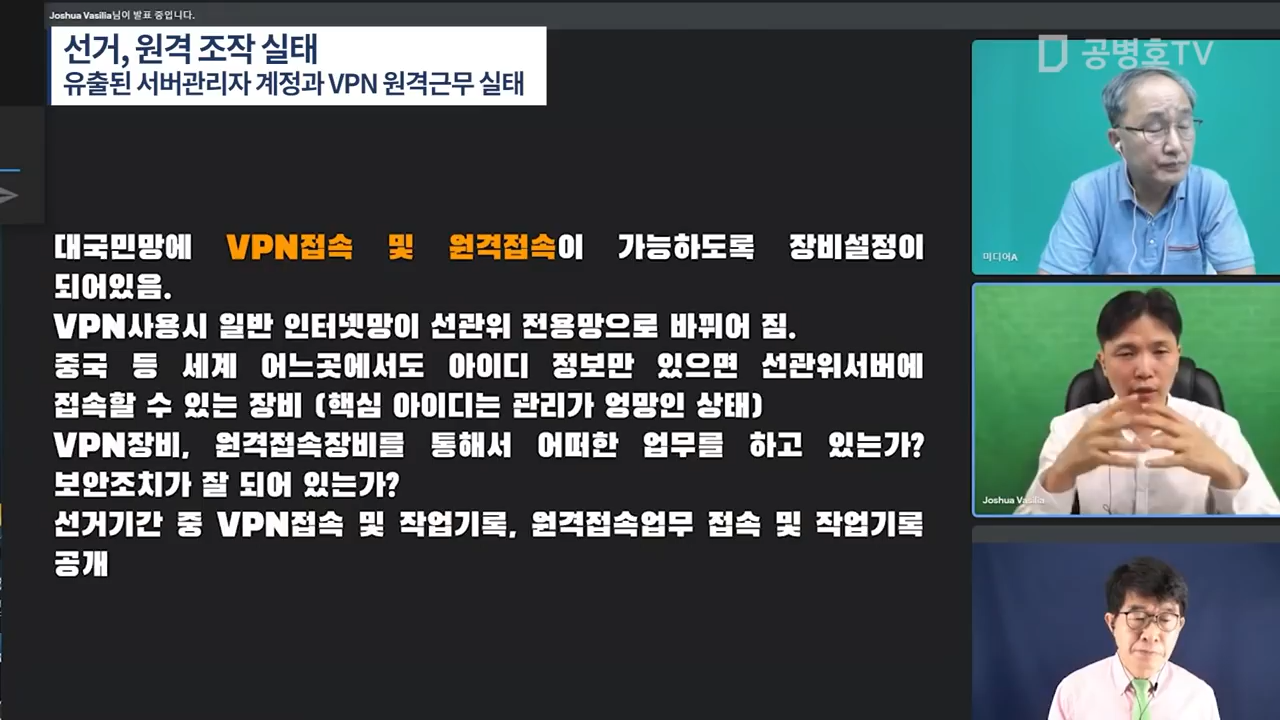 Joshua Vasilia님이 발표 중입니다.
선거, 원격 조작 실태
유출된 서버관리자 계정과 VPN 원격근무 실태
공병호TV
대국민망에 VPN접속 및 원격접속이 가능하도록 장비설정이
되어있음.
VPN사용시 일반 인터넷망이 선관위 전용망으로 바뀌어 짐.
중국 등 세계 어느곳에서도 아이디 정보만 있으면 선관위서버에
접속할 수 있는 장비 (핵심 아이디는 관리가 엉망인 상태)
VPN장비, 원격접속장비를 통해서 어떠한 업무를 하고 있는가?
보안조치가 잘 되어 있는가?
선거기간 중 VPN접속 및 작업기록, 원격접속업무 접속 및 작업기록
공개
미디어A
Joshua Vasilia